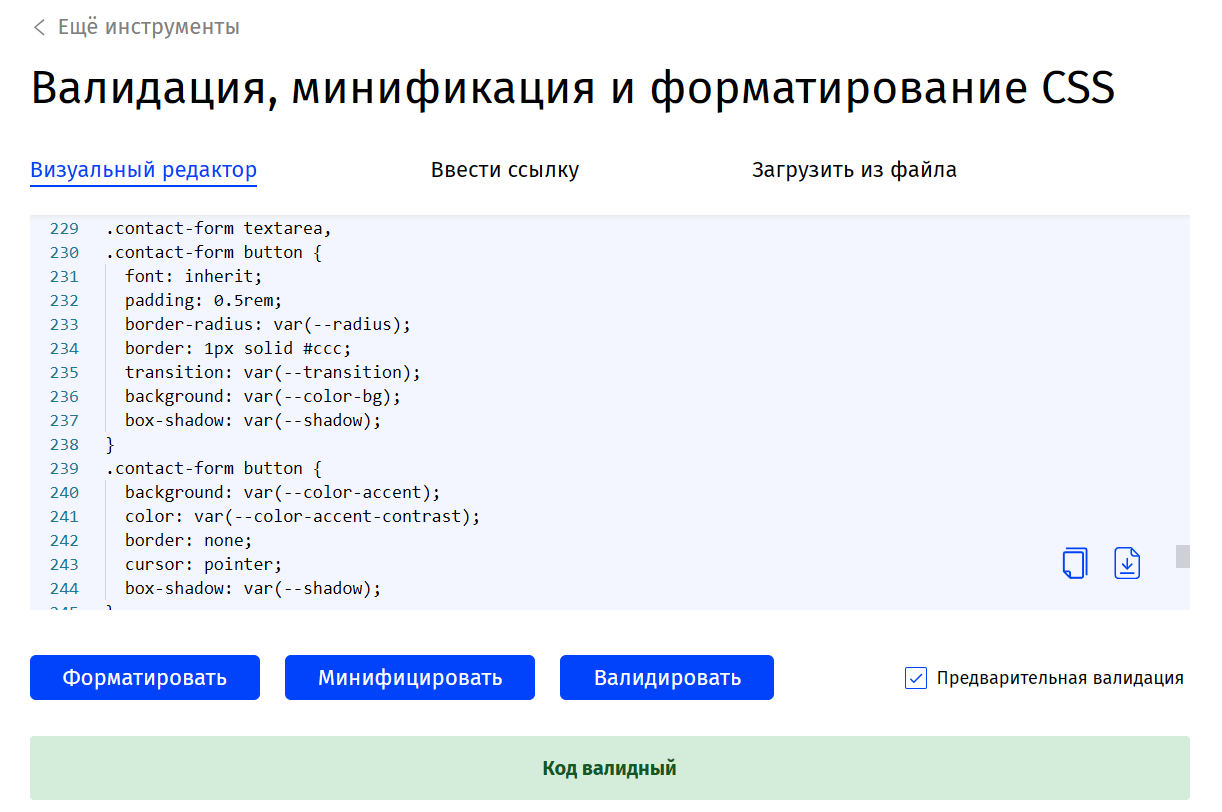 Ещё инструменты
Валидация, минификация и форматирование CSS
Визуальный редактор
Ввести ссылку
Загрузить из файла
229 .contact-form textarea,
230 .contact-form button {
231 font: inherit;
232 padding: 0.5rem;
233 border-radius: var(--radius);
234 border: 1px solid #ccc;
235 transition: var(--transition);
236 background: var(--color-bg);
237 box-shadow: var(--shadow);
238 }
239 .contact-form button {
240 background: var(--color-accent);
241 color: var(--color-accent-contrast);
242 border: none;
243 cursor: pointer;
244 box-shadow: var(--shadow);
245 }
Форматировать
Минифицировать
Валидировать
Предварительная валидация
Код валидный